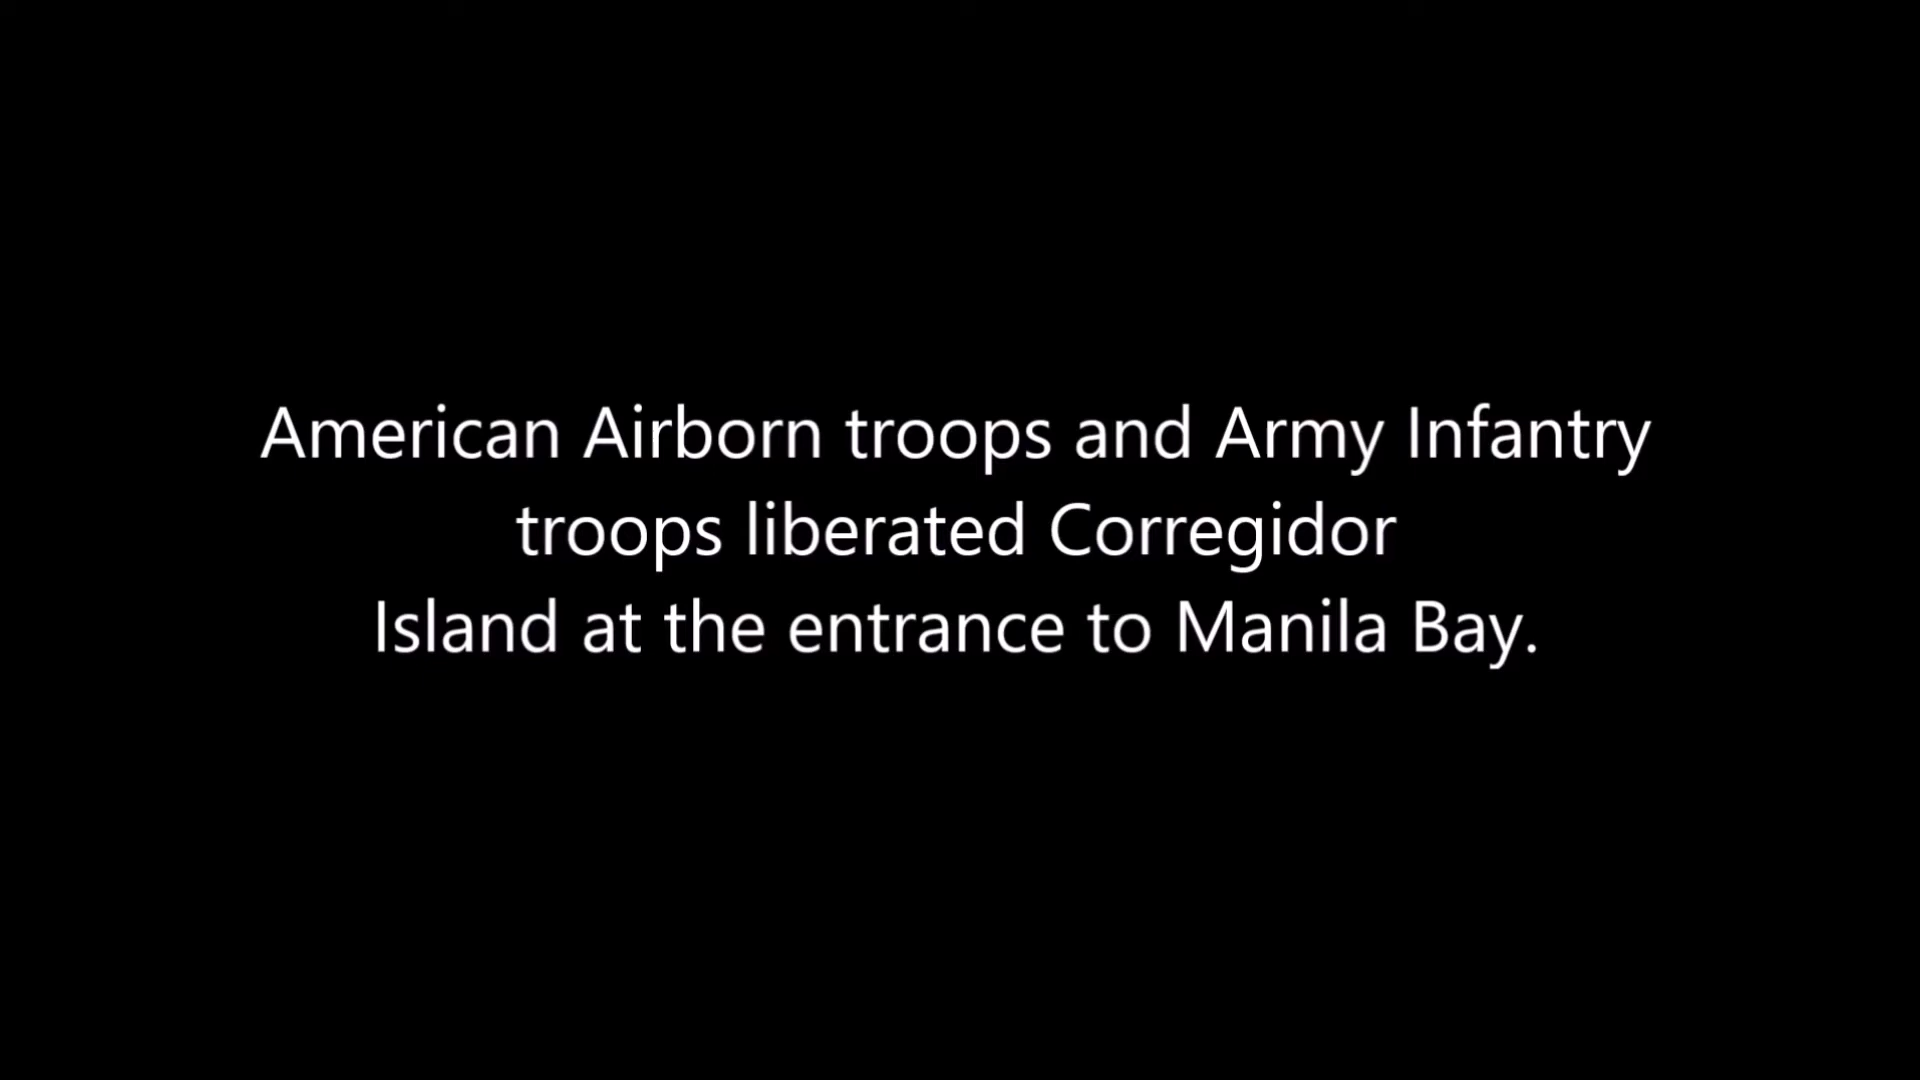 American Airborn troops and Army Infantry
troops liberated Corregidor
Island at the entrance to Manila Bay.